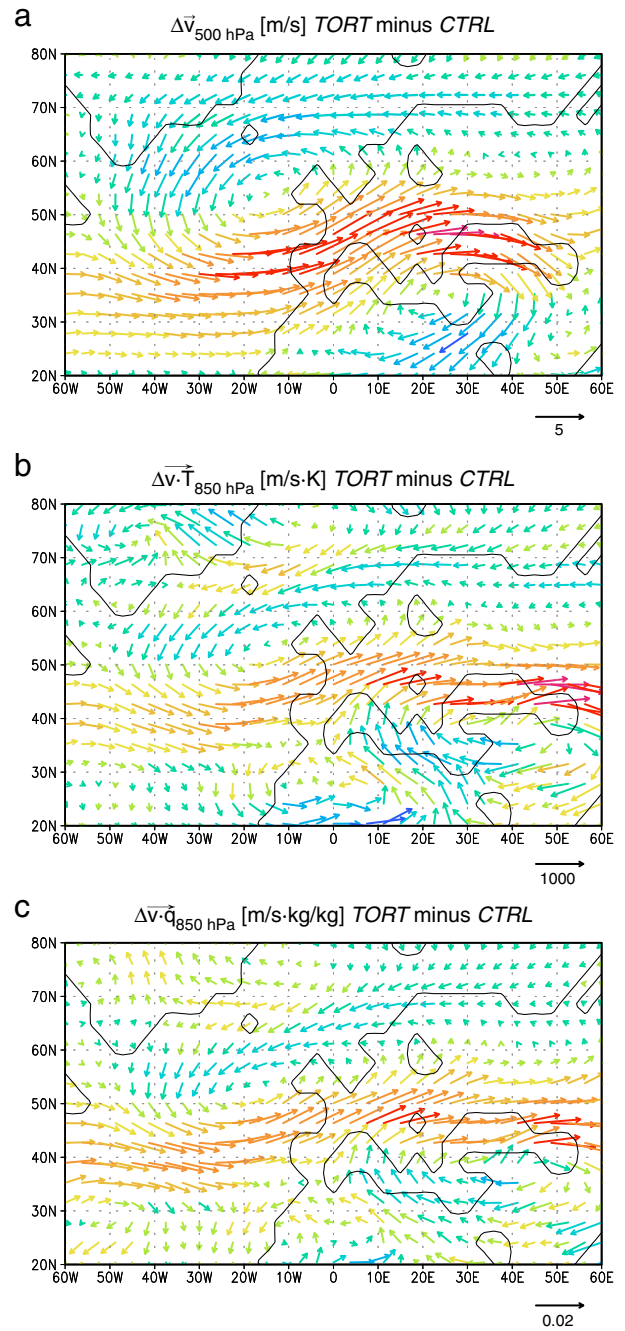 a
Δv⃗500 hPa [m/s] TORT minus CTRL
80N
70N
60N
50N
40N
30N
20N
60W 50W 40W 30W 20W 10W 0 10E 20E 30E 40E 50E 60E
5
b
Δv·T⃗850 hPa [m/s·K] TORT minus CTRL
80N
70N
60N
50N
40N
30N
20N
60W 50W 40W 30W 20W 10W 0 10E 20E 30E 40E 50E 60E
1000
c
Δv·q⃗850 hPa [m/s·kg/kg] TORT minus CTRL
80N
70N
60N
50N
40N
30N
20N
60W 50W 40W 30W 20W 10W 0 10E 20E 30E 40E 50E 60E
0.02